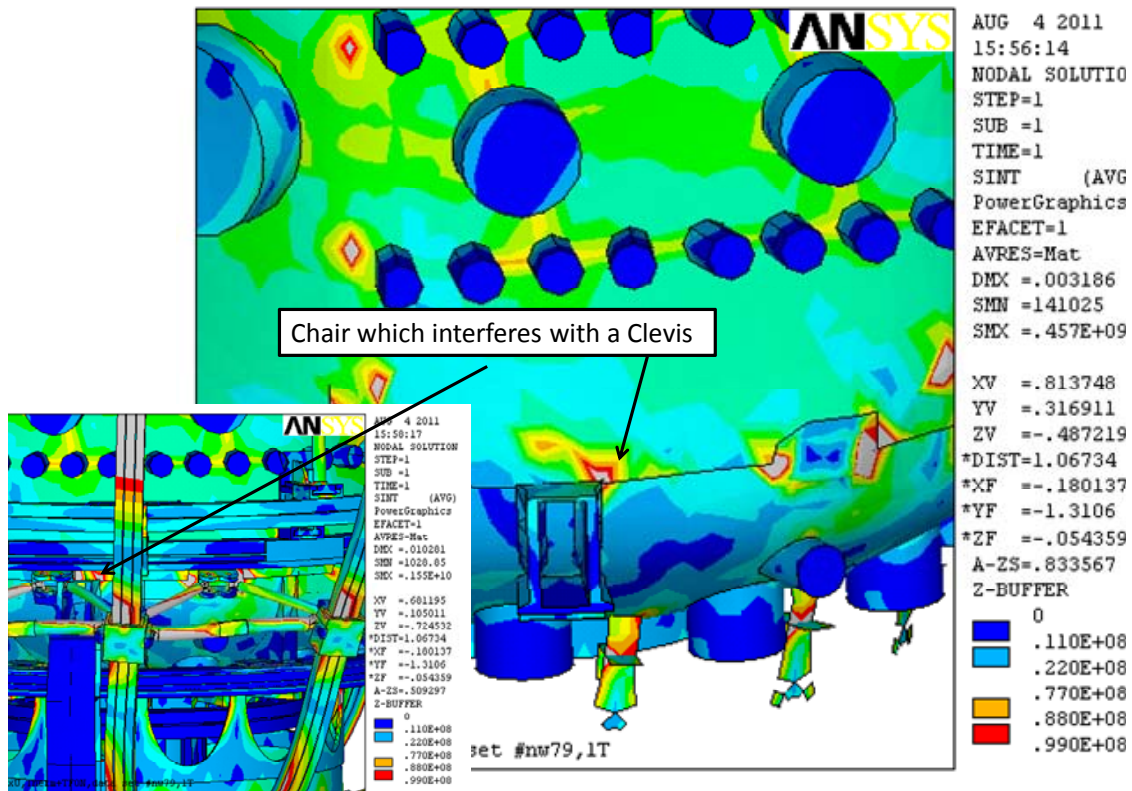 ANSYS
AUG 4 2011
15:56:14
NODAL SOLUTIO
STEP=1
SUB =1
TIME=1
SINT (AVG
PowerGraphics
EFACET=1
AVRES=Mat
DMX =.003186
SMN =141025
SMX =.457E+09
XV =.813748
YV =.316911
ZV =-.487219
*DIST=1.06734
*XF =-.180137
*YF =-1.3106
*ZF =-.054359
A-ZS=.833567
Z-BUFFER
0
.110E+08
.220E+08
.770E+08
.880E+08
.990E+08
Chair which interferes with a Clevis
set #nw79,1T
ANSYS
AUG 4 2011
15:58:17
NODAL SOLUTION
STEP=1
SUB =1
TIME=1
SINT (AVG)
PowerGraphics
EFACET=1
AVRES=Mat
DMX =.010281
SMN =1020.85
SMX =.155E+10
XV =.601195
YV =.105011
ZV =-.724532
*DIST=1.06734
*XF =-.180137
*YF =-1.3106
*ZF =-.054359
A-ZS=.509297
Z-BUFFER
0
.110E+08
.220E+08
.770E+08
.880E+08
.990E+08
set #nw79,1T